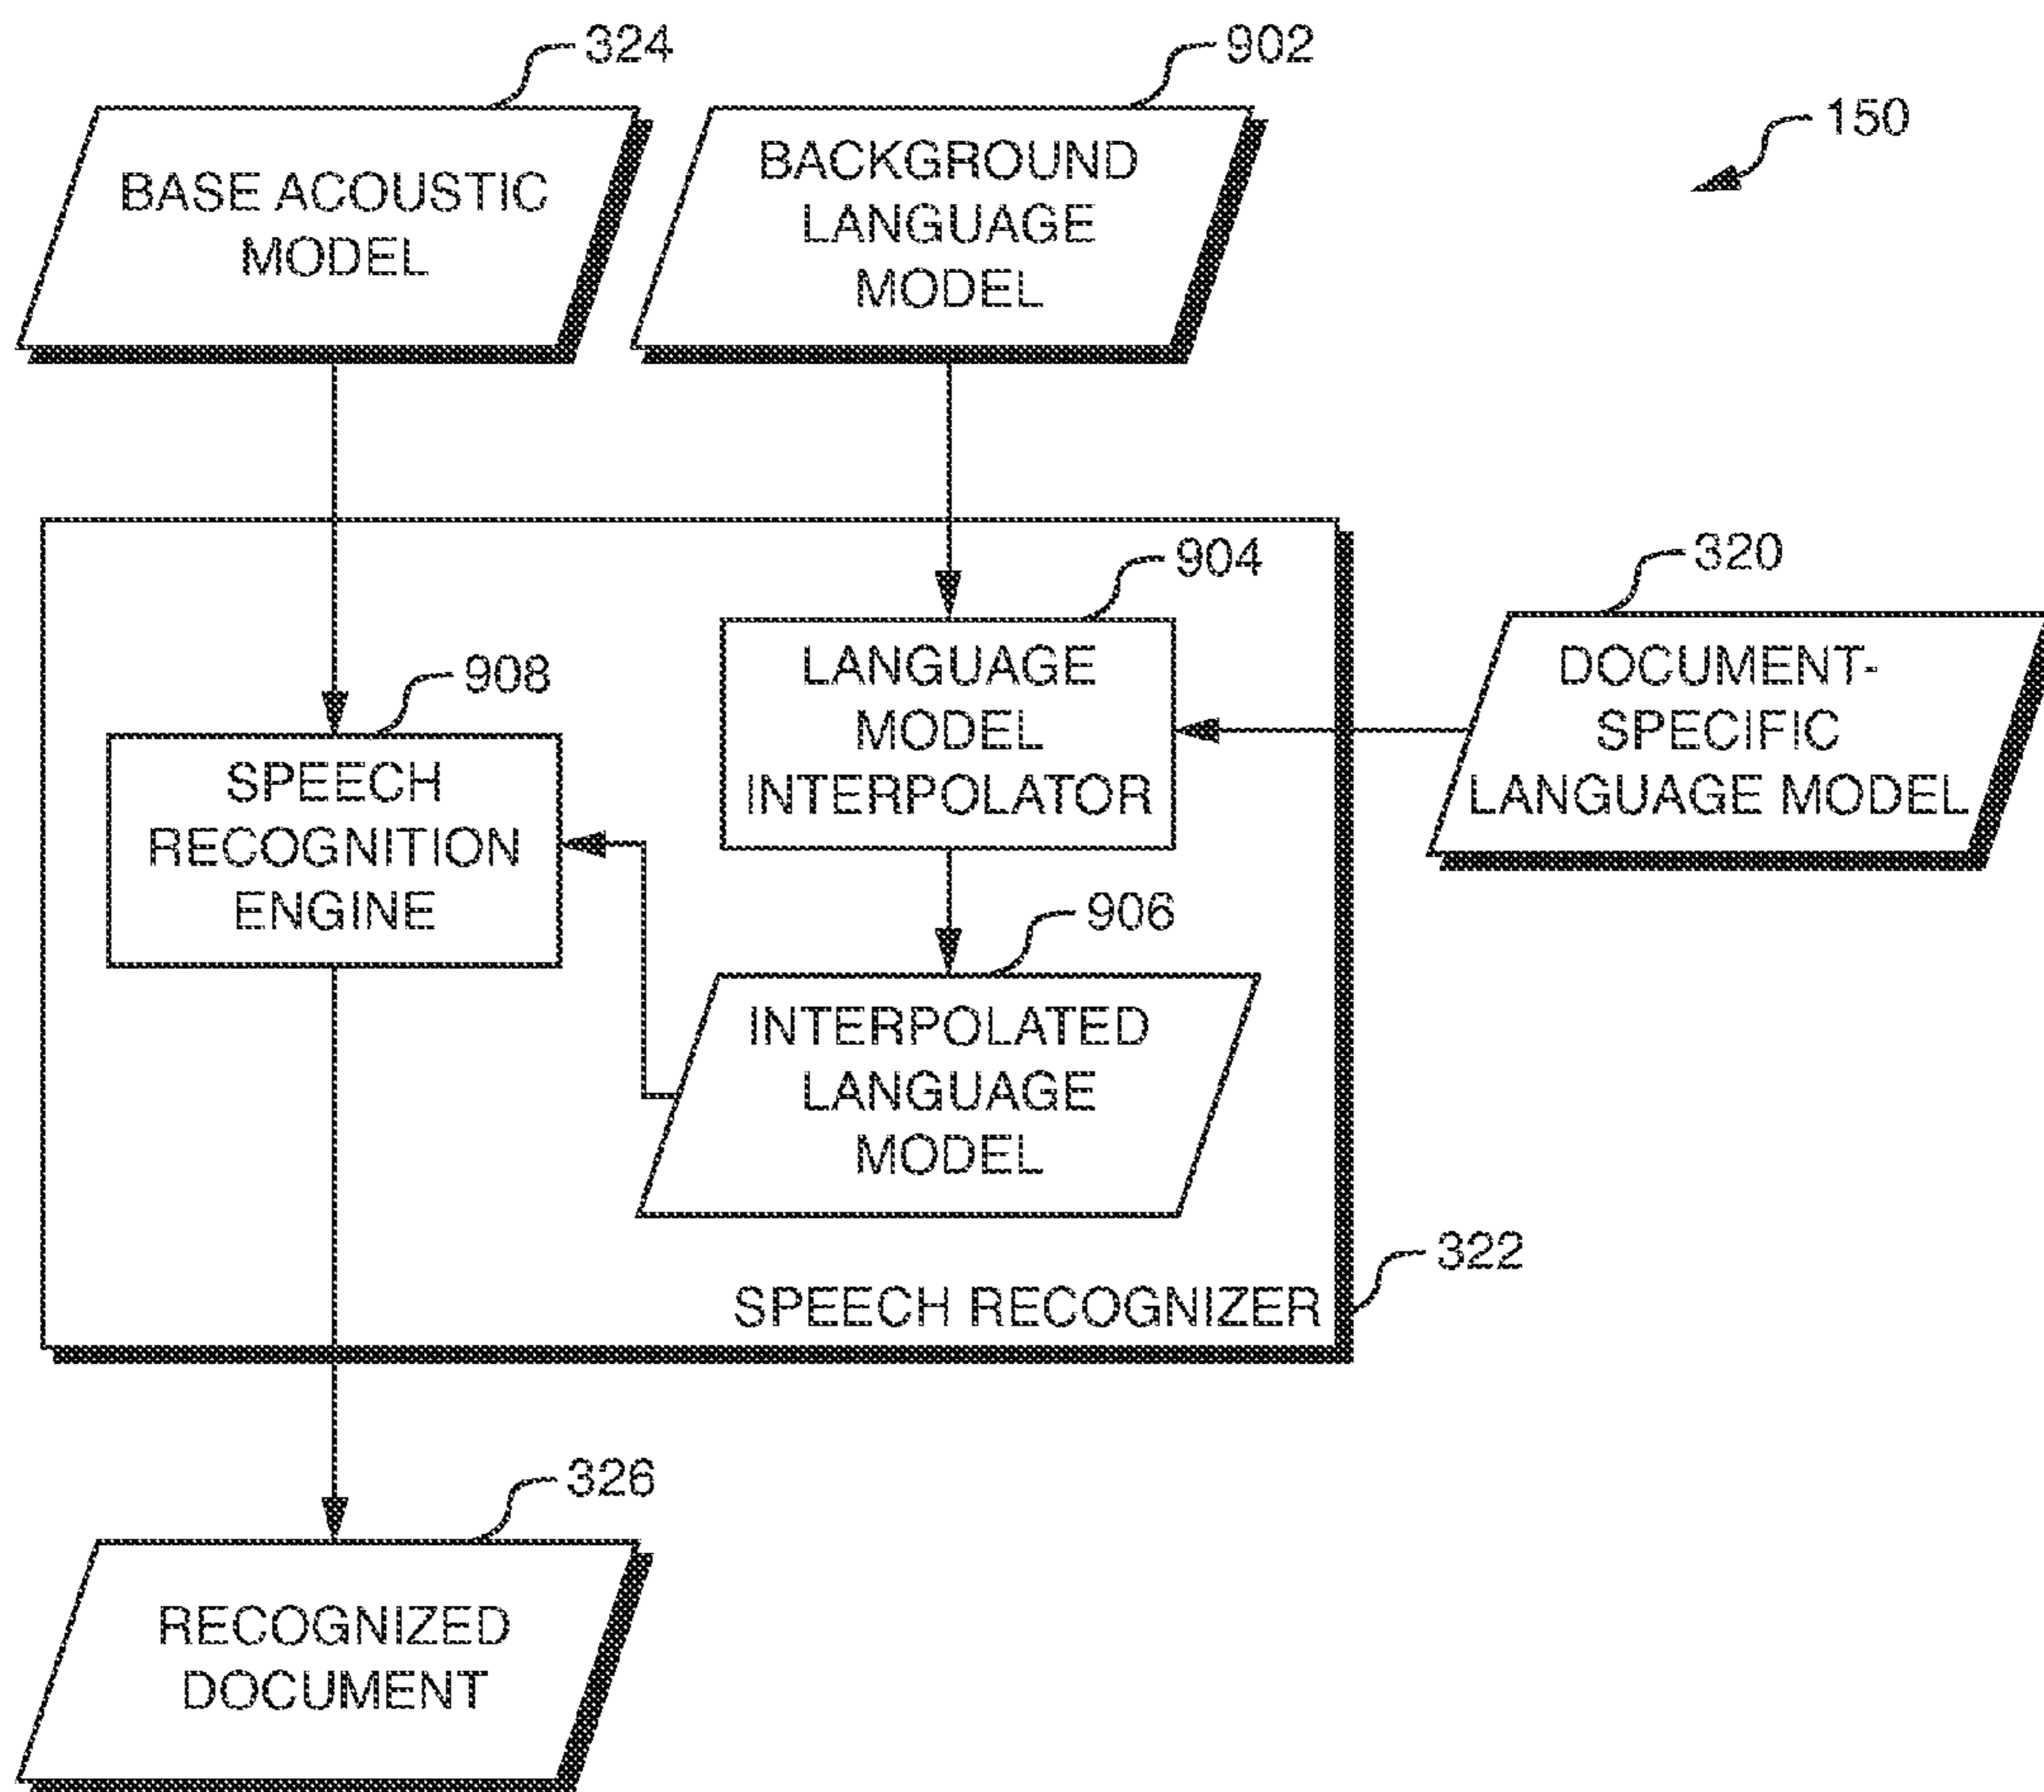 324
902
150
BASE ACOUSTIC
MODEL
BACKGROUND
LANGUAGE
MODEL
904
320
LANGUAGE
MODEL
INTERPOLATOR
DOCUMENT-
SPECIFIC
LANGUAGE MODEL
908
SPEECH
RECOGNITION
ENGINE
906
INTERPOLATED
LANGUAGE
MODEL
322
SPEECH RECOGNIZER
326
RECOGNIZED
DOCUMENT